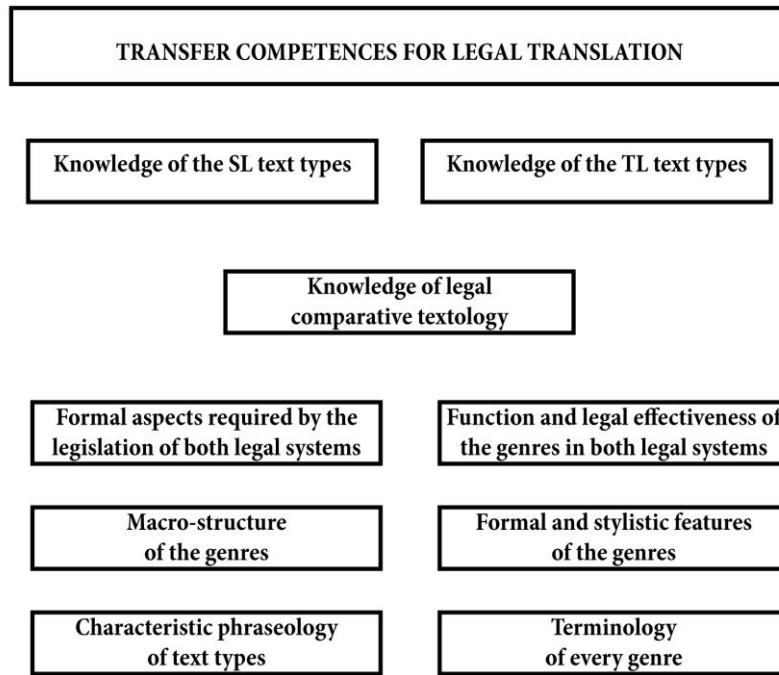 TRANSFER COMPETENCES FOR LEGAL TRANSLATION
Knowledge of the SL text types
Knowledge of the TL text types
Knowledge of legal
comparative textology
Formal aspects required by the
legislation of both legal systems
Function and legal effectiveness of
the genres in both legal systems
Macro-structure
of the genres
Formal and stylistic features
of the genres
Characteristic phraseology
of text types
Terminology
of every genre